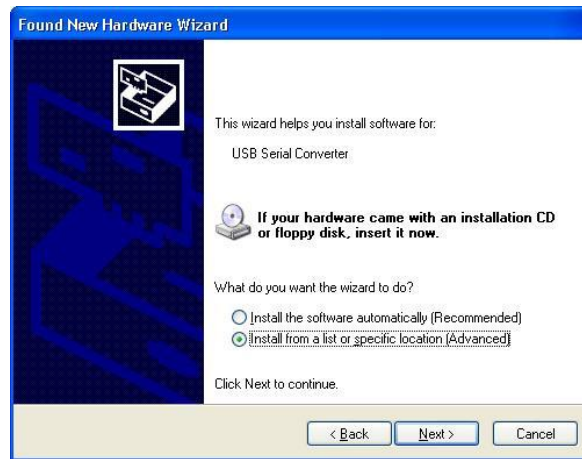 Found New Hardware Wizard
This wizard helps you install software for:
USB Serial Converter
If your hardware came with an installation CD
or floppy disk, insert it now.
What do you want the wizard to do?
Install the software automatically (Recommended)
Install from a list or specific location (Advanced)
Click Next to continue.
< Back Next > Cancel